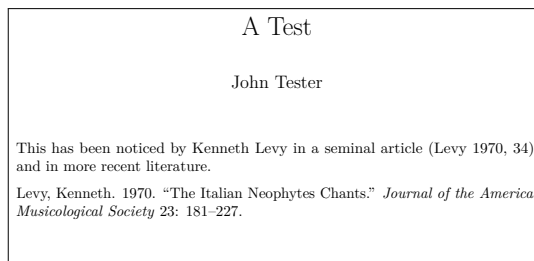 A Test
John Tester
This has been noticed by Kenneth Levy in a seminal article (Levy 1970, 34)
and in more recent literature.
Levy, Kenneth. 1970. “The Italian Neophytes Chants.” Journal of the America
Musicological Society 23: 181–227.